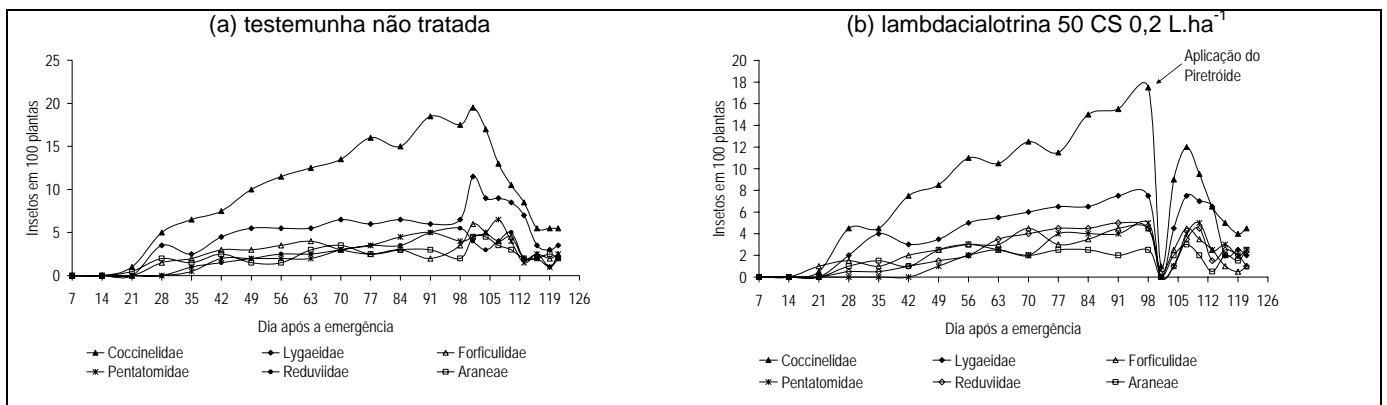 (a) testemunha não tratada
25
20
15
10
5
0
Insetos em 100 plantas
7 14 21 28 35 42 49 56 63 70 77 84 91 98 105 112 119 126
Dia após a emergência
Coccinelidae Lygaeidae Forficulidae
Pentatomidae Reduviidae Araneae
(b) lambdacialotrina 50 CS 0,2 L.ha⁻¹
Aplicação do
Piretróide
20
18
16
14
12
10
8
6
4
2
0
Insetos em 100 plantas
7 14 21 28 35 42 49 56 63 70 77 84 91 98 105 112 119 126
Dia após a emergência
Coccinelidae Lygaeidae Forficulidae
Pentatomidae Reduviidae Araneae